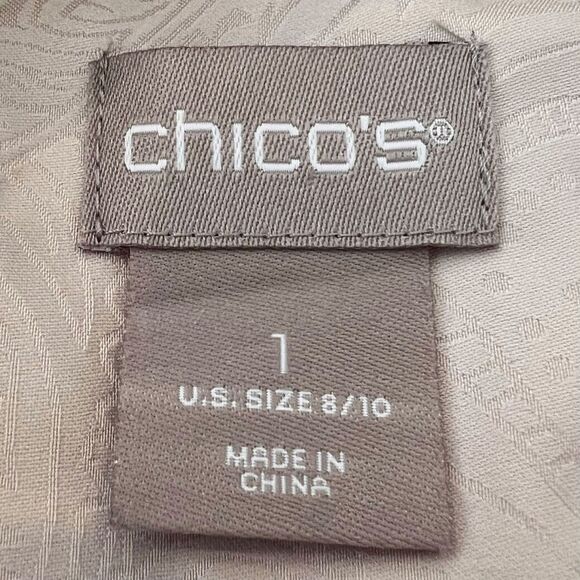 chico's®
1
U.S. SIZE 8/10
MADE IN
CHINA